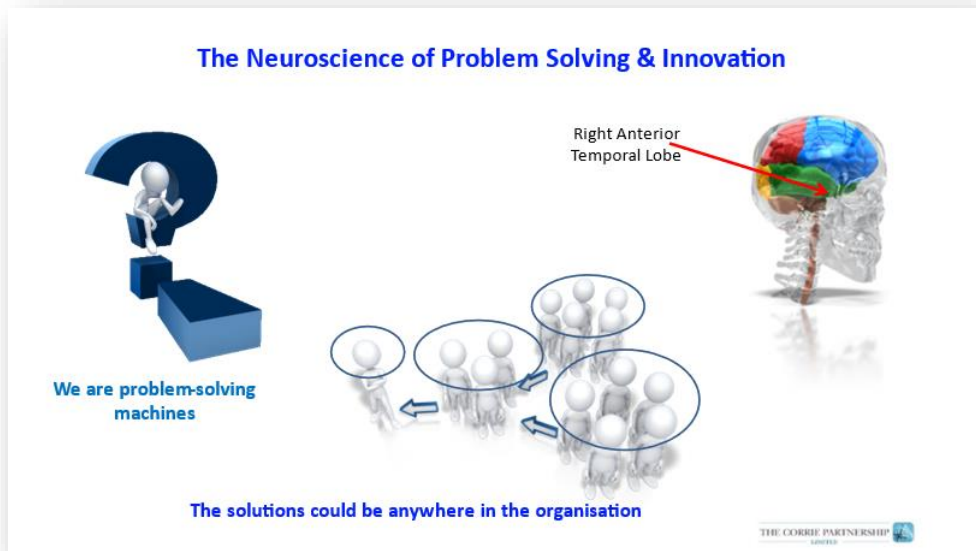 The Neuroscience of Problem Solving & Innovation
Right Anterior
Temporal Lobe
We are problem-solving
machines
The solutions could be anywhere in the organisation
THE CORRIE PARTNERSHIP
LIMITED